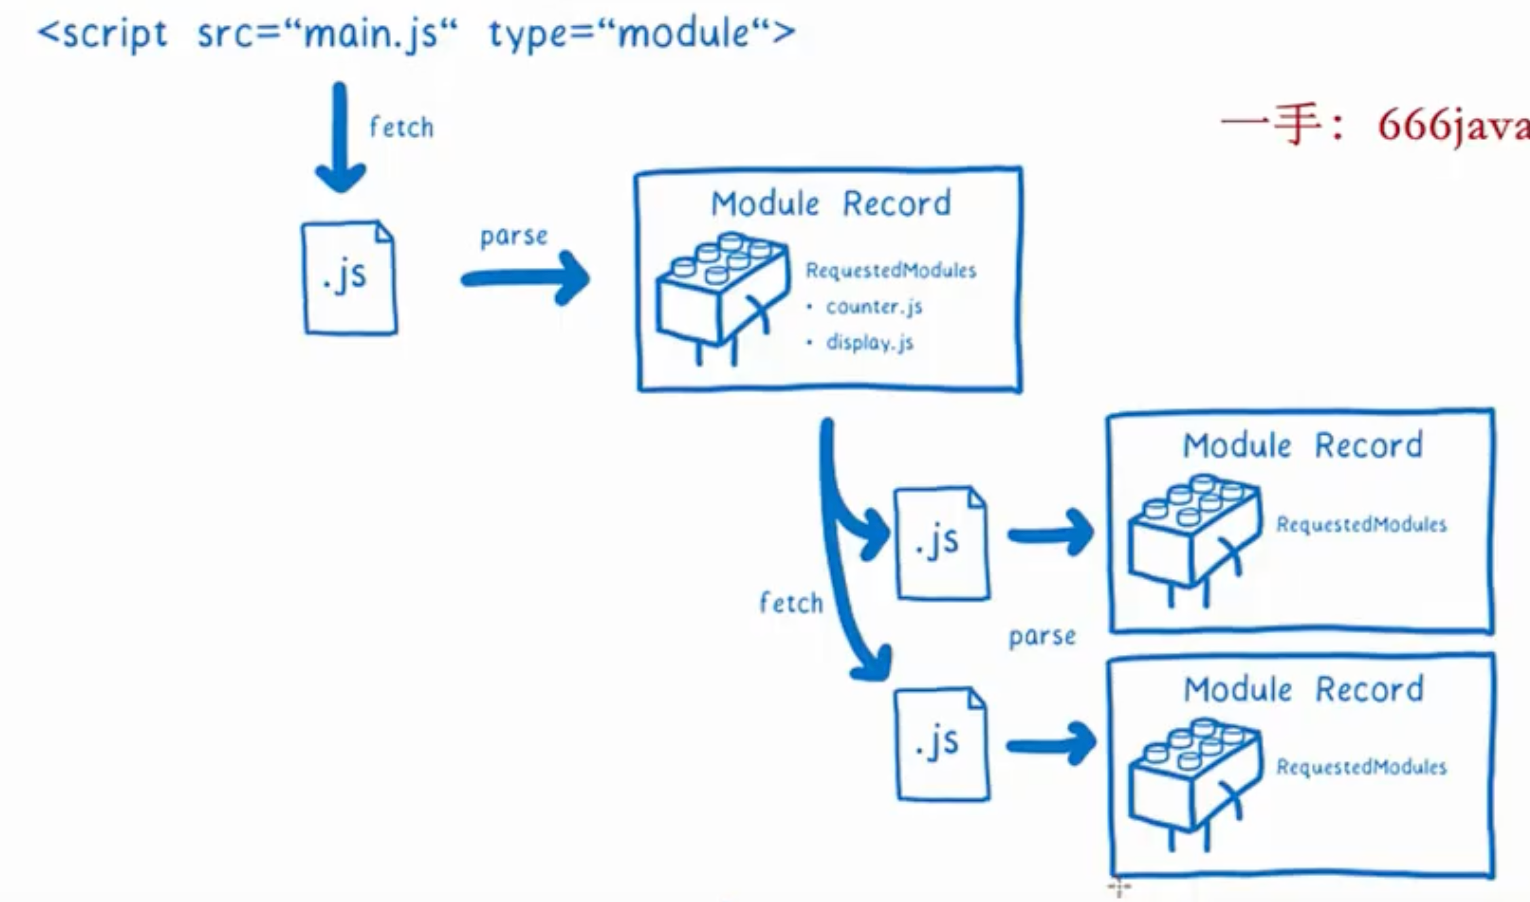 <script src=“main.js“ type=“module“>
fetch
一手：666java
.js
parse
Module Record
RequestedModules
• counter.js
• display.js
fetch
.js
parse
Module Record
RequestedModules
.js
Module Record
RequestedModules